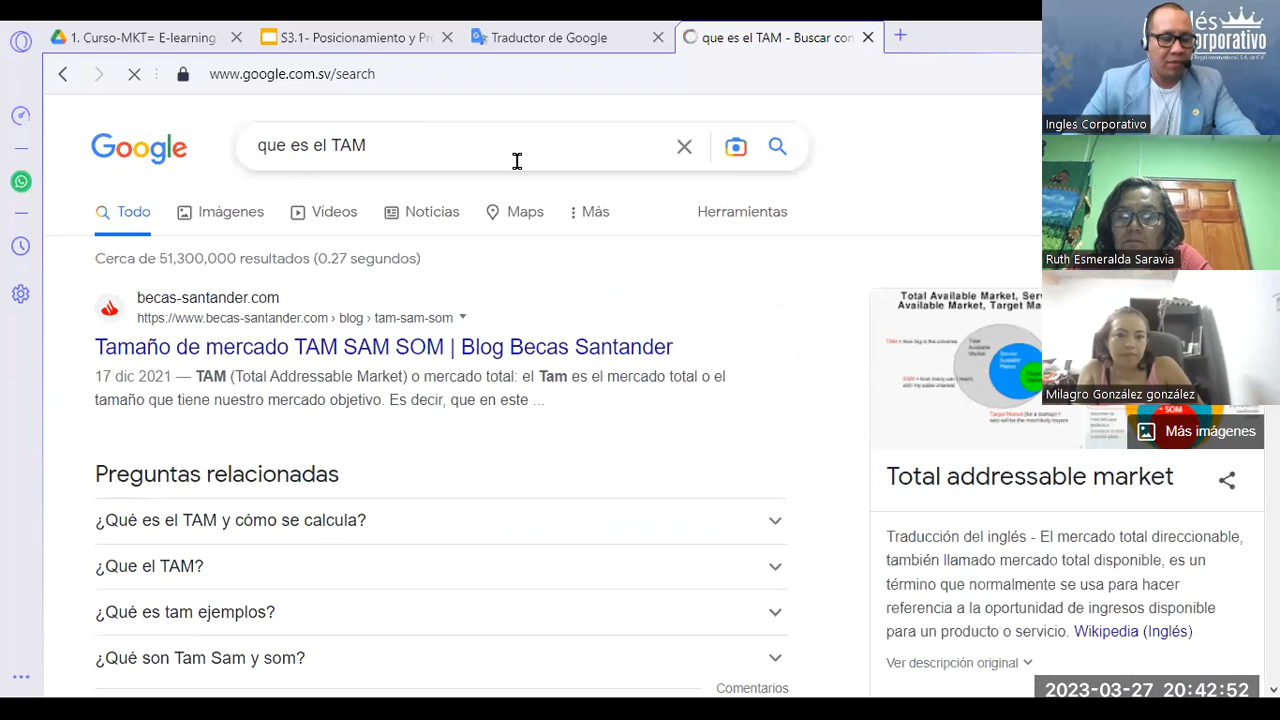 1. Curso-MKT= E-learning
S3.1- Posicionamiento y Pr
Traductor de Google
que es el TAM - Buscar con
www.google.com.sv/search
Google
que es el TAM
Todo
Imágenes
Videos
Noticias
Maps
Más
Herramientas
Cerca de 51,300,000 resultados (0.27 segundos)
becas-santander.com
https://www.becas-santander.com › blog › tam-sam-som
Tamaño de mercado TAM SAM SOM | Blog Becas Santander
17 dic 2021 — TAM (Total Addressable Market) o mercado total: el Tam es el mercado total o el
tamaño que tiene nuestro mercado objetivo. Es decir, que en este ...
Preguntas relacionadas
¿Qué es el TAM y cómo se calcula?
¿Que el TAM?
¿Qué es tam ejemplos?
¿Qué son Tam Sam y som?
Comentarios
Total Available Market, Ser
Available Market, Target Mar
SOM
Más imágenes
Total addressable market
Traducción del inglés - El mercado total direccionable,
también llamado mercado total disponible, es un
término que normalmente se usa para hacer
referencia a la oportunidad de ingresos disponible
para un producto o servicio. Wikipedia (Inglés)
Ver descripción original
Ingles Corporativo
Ruth Esmeralda Saravia
Milagro González gonzález
2023-03-27 20:42:52